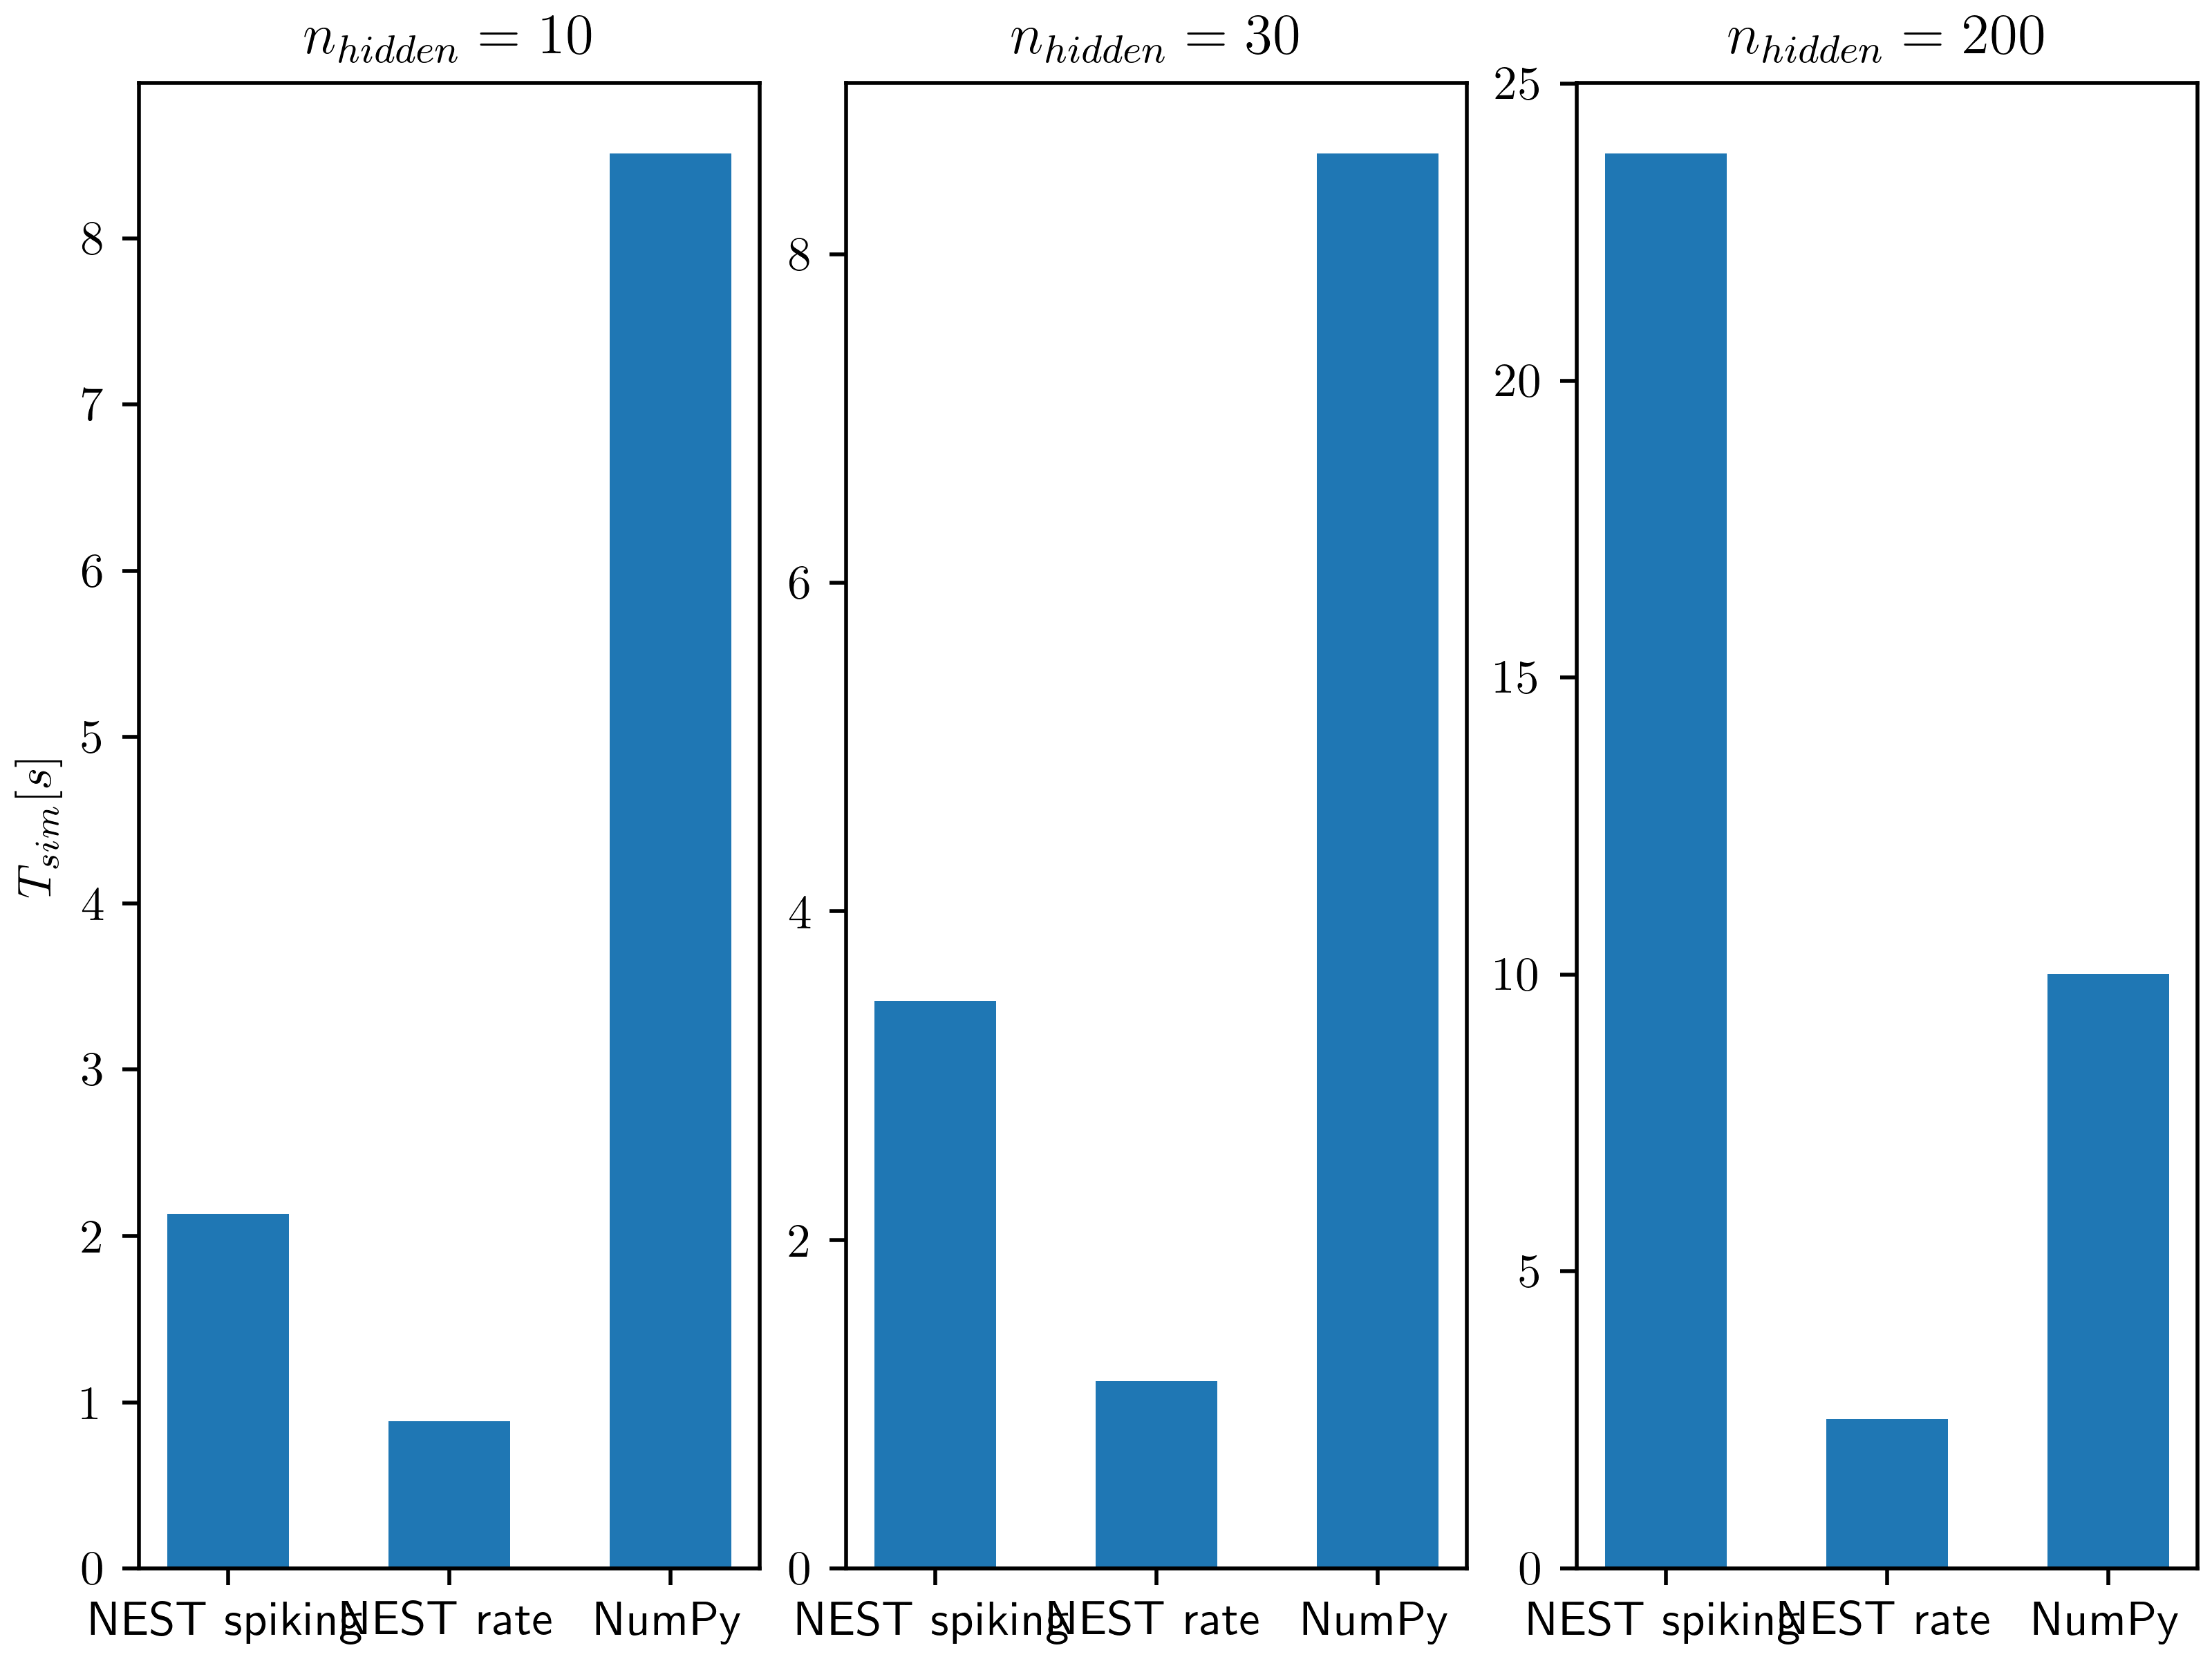 n_hidden = 10
n_hidden = 30
n_hidden = 200
T_sim[s]
8
7
6
5
4
3
2
1
0
8
6
4
2
0
25
20
15
10
5
0
NEST spiking NEST rate NumPy
NEST spiking NEST rate NumPy
NEST spiking NEST rate NumPy